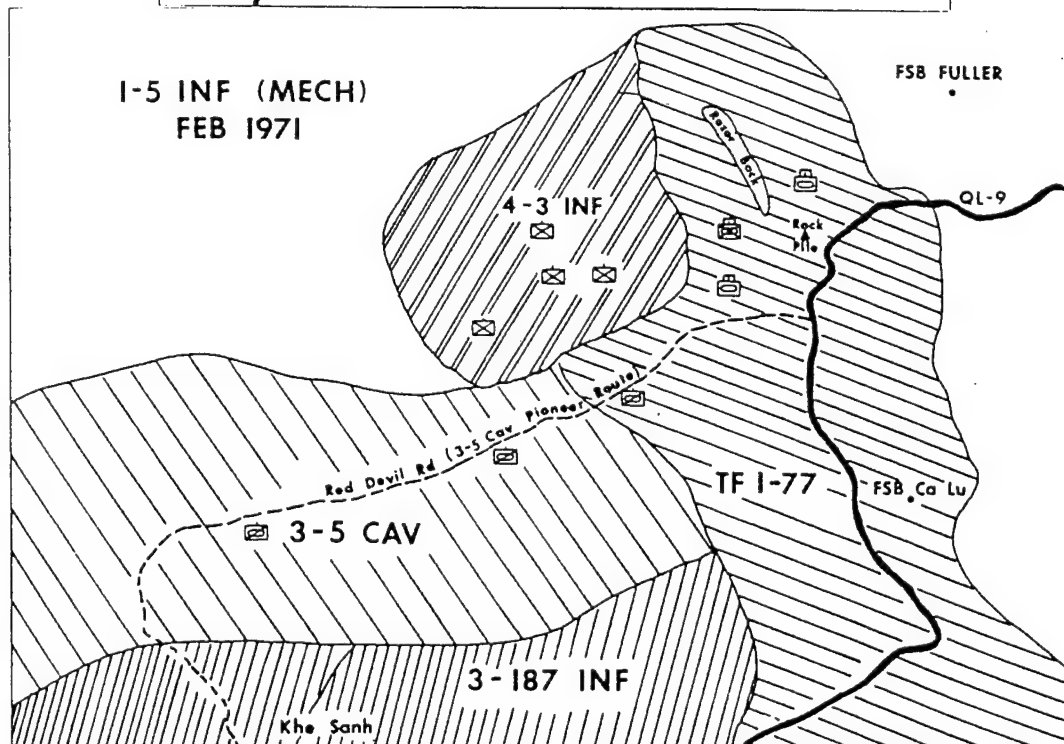 1-5 INF (MECH)
FEB 1971
FSB FULLER
Razor Back
4-3 INF
QL-9
Rock
Pile
Red Devil Rd (3-5 Cav Pioneer Route)
TF 1-77
FSB Ca Lu
3-5 CAV
3-187 INF
Khe Sanh